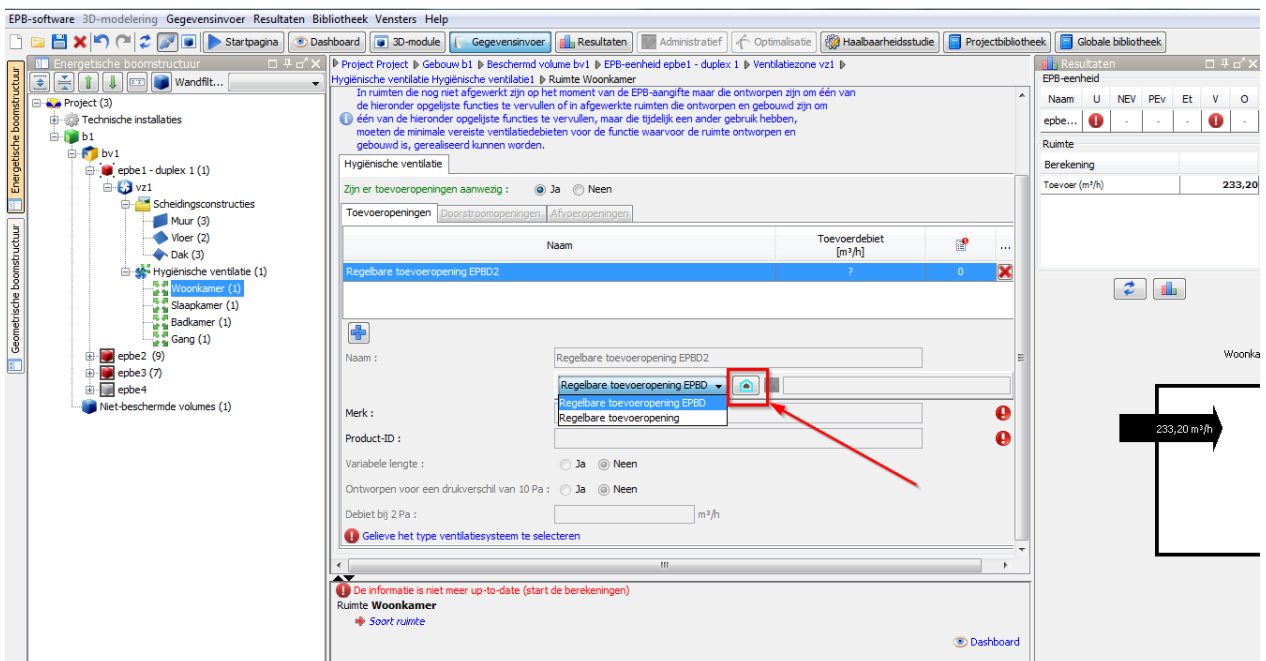 EPB-software 3D-modelering Gegevensinvoer Resultaten Bibliotheek Vensters Help
Startpagina Dashboard 3D-module Gegevensinvoer Resultaten Administratief Optimalisatie Haalbaarheidsstudie Projectbibliotheek Globale bibliotheek
Energetische boomstructuur
Geometrische boomstructuur
Energetische boomstructuur
Wandfilt...
Project (3)
Technische installaties
b1
bv1
epbe1 - duplex 1 (1)
vz1
Scheidingsconstructies
Muur (3)
Vloer (2)
Dak (3)
Hygiënische ventilatie (1)
Woonkamer (1)
Slaapkamer (1)
Badkamer (1)
Gang (1)
epbe2 (9)
epbe3 (7)
epbe4
Niet-beschermde volumes (1)
Project Project Gebouw b1 Beschermd volume bv1 EPB-eenheid epbe1 - duplex 1 Ventilatiezone vz1
Hygiënische ventilatie Hygiënische ventilatie1 Ruimte Woonkamer
In ruimten die nog niet afgewerkt zijn op het moment van de EPB-aangifte maar die ontworpen zijn om één van
de hieronder opgelijste functies te vervullen of in afgewerkte ruimten die ontworpen en gebouwd zijn om
één van de hieronder opgelijste functies te vervullen, maar die tijdelijk een ander gebruik hebben,
moeten de minimale vereiste ventilatiedebieten voor de functie waarvoor de ruimte ontworpen en
gebouwd is, gerealiseerd kunnen worden.
Hygiënische ventilatie
Zijn er toevoeropeningen aanwezig : Ja Neen
Toevoeropeningen Doorstroomopeningen Afvoeropeningen
Naam Toevoerdebiet
[m³/h] ...
Regelbare toevoeropening EPBD2 ? 0
Naam : Regelbare toevoeropening EPBD2
Regelbare toevoeropening EPBD
Regelbare toevoeropening EPBD
Regelbare toevoeropening
Merk :
Product-ID :
Variabele lengte : Ja Neen
Ontworpen voor een drukverschil van 10 Pa : Ja Neen
Debiet bij 2 Pa : m³/h
Gelieve het type ventilatiesysteem te selecteren
De informatie is niet meer up-to-date (start de berekeningen)
Ruimte Woonkamer
Soort ruimte
Dashboard
Resultaten
EPB-eenheid
Naam U NEV PEv Et V O
epbe... - - - -
Ruimte
Berekening
Toevoer (m³/h) 233,20
Woonka
233,20 m³/h